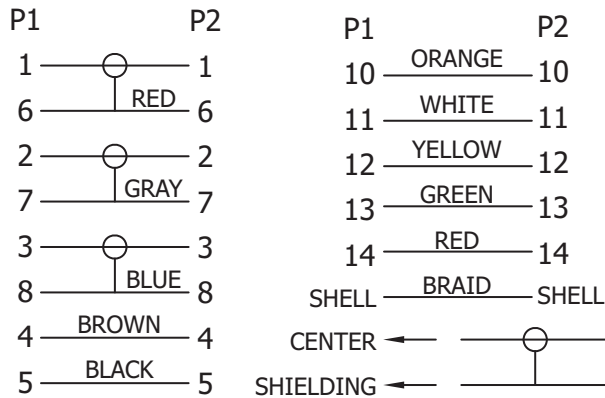 P1 P2
1 1
6 RED 6
2 2
7 GRAY 7
3 3
8 BLUE 8
4 BROWN 4
5 BLACK 5
P1 P2
10 ORANGE 10
11 WHITE 11
12 YELLOW 12
13 GREEN 13
14 RED 14
SHELL BRAID SHELL
CENTER
SHIELDING